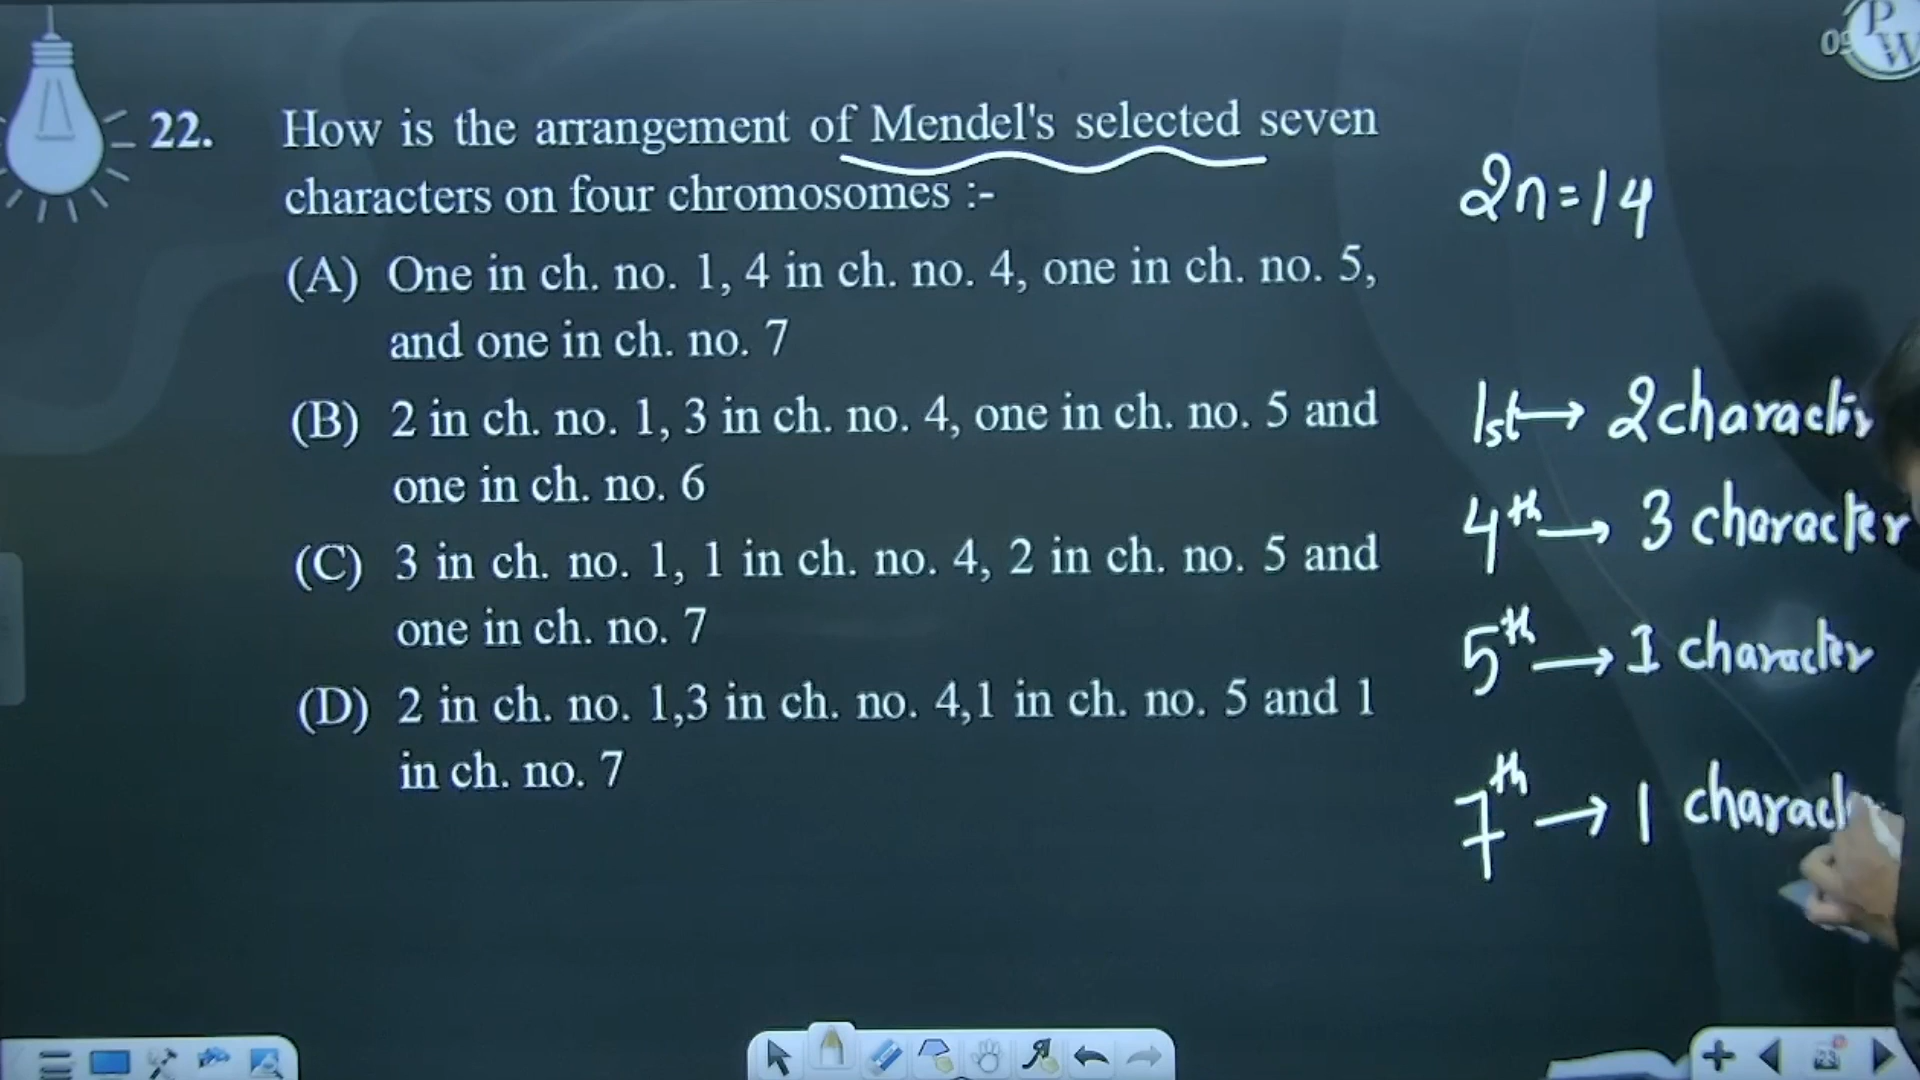 22. How is the arrangement of Mendel's selected seven
characters on four chromosomes :-
(A) One in ch. no. 1, 4 in ch. no. 4, one in ch. no. 5,
and one in ch. no. 7
(B) 2 in ch. no. 1, 3 in ch. no. 4, one in ch. no. 5 and
one in ch. no. 6
(C) 3 in ch. no. 1, 1 in ch. no. 4, 2 in ch. no. 5 and
one in ch. no. 7
(D) 2 in ch. no. 1,3 in ch. no. 4,1 in ch. no. 5 and 1
in ch. no. 7
2n=14
1st → 2 character
4th → 3 character
5th → 1 character
7th → 1 charact
PW